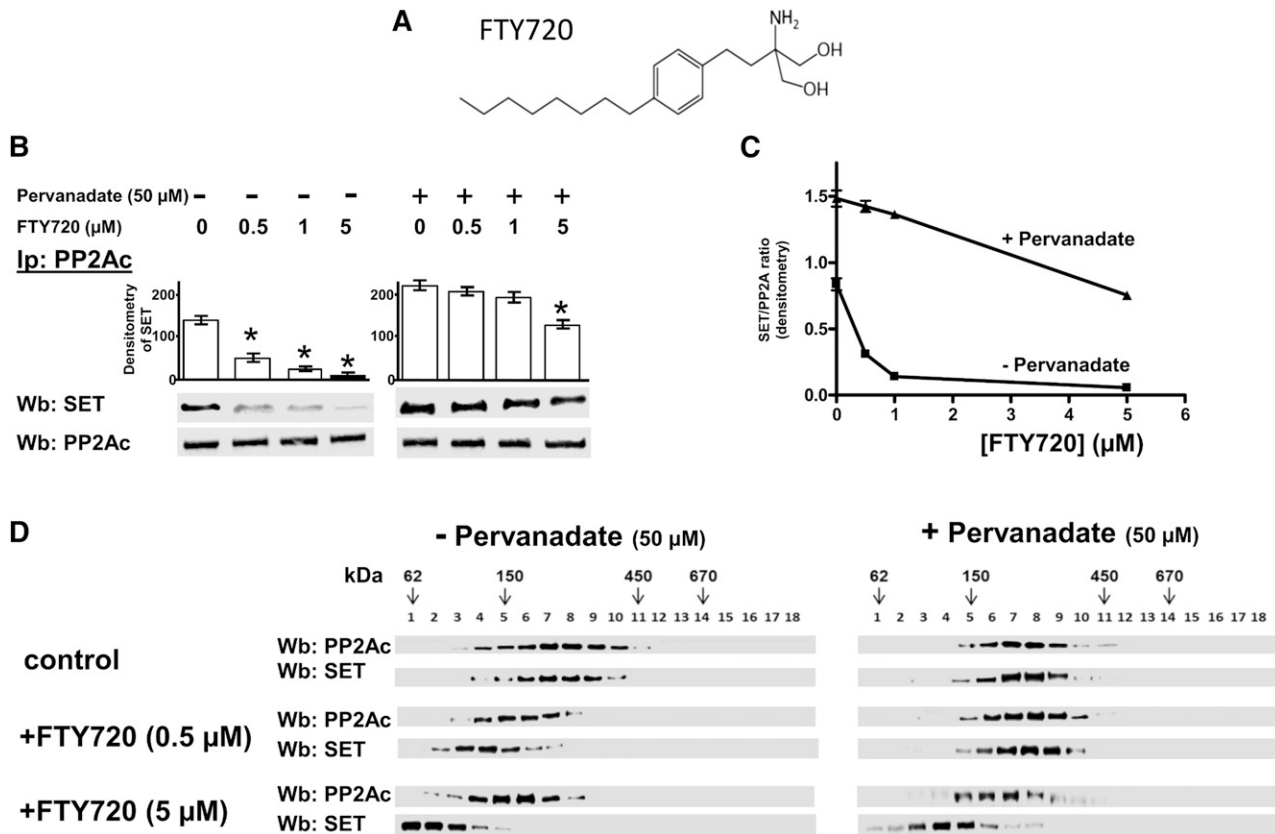 A
FTY720
NH2
OH
OH
B
Pervanadate (50 µM) - - - - + + + +
FTY720 (µM) 0 0.5 1 5 0 0.5 1 5
Ip: PP2Ac
Densitometry
of SET
200
100
0
* * *
200
100
0
*
Wb: SET
Wb: PP2Ac
C
SET/PP2A ratio
(densitometry)
1.5
1.0
0.5
0.0
+ Pervanadate
- Pervanadate
0 1 2 3 4 5 6
[FTY720] (µM)
D
- Pervanadate (50 µM)
+ Pervanadate (50 µM)
kDa 62 150 450 670
62 150 450 670
1 2 3 4 5 6 7 8 9 10 11 12 13 14 15 16 17 18
1 2 3 4 5 6 7 8 9 10 11 12 13 14 15 16 17 18
control
Wb: PP2Ac
Wb: SET
+FTY720 (0.5 µM)
Wb: PP2Ac
Wb: SET
+FTY720 (5 µM)
Wb: PP2Ac
Wb: SET